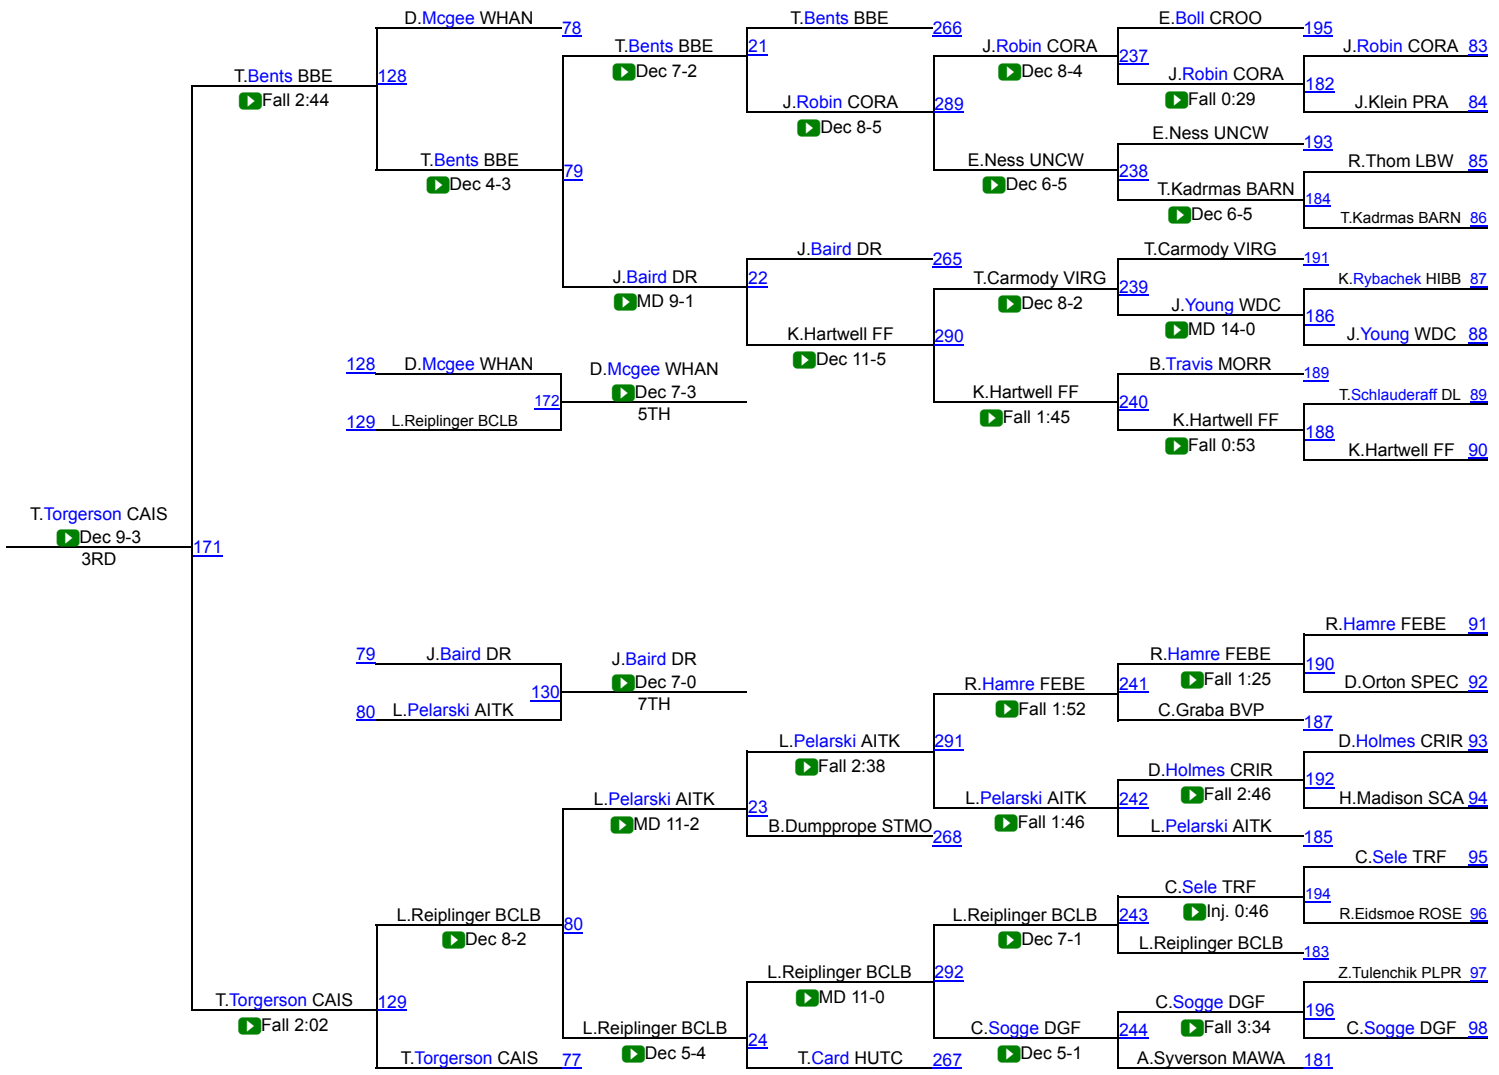 D.Mcgee WHAN
78
T.Bents BBE
266
E.Boll CROO
195
T.Bents BBE
Dec 7-2
21
J.Robin CORA
Dec 8-4
237
J.Robin CORA 83
T.Bents BBE
Fall 2:44
128
J.Robin CORA
Fall 0:29
182
J.Robin CORA
Dec 8-5
289
J.Klein PRA 84
E.Ness UNCW
193
T.Bents BBE
Dec 4-3
79
E.Ness UNCW
Dec 6-5
238
R.Thom LBW 85
T.Kadrmas BARN
Dec 6-5
184
T.Kadrmas BARN 86
J.Baird DR
265
T.Carmody VIRG
191
J.Baird DR
MD 9-1
22
T.Carmody VIRG
Dec 8-2
239
K.Rybachek HIBB 87
J.Young WDC
MD 14-0
186
K.Hartwell FF
Dec 11-5
290
J.Young WDC 88
128 D.Mcgee WHAN
D.Mcgee WHAN
Dec 7-3
5TH
172
B.Travis MORR
189
K.Hartwell FF
Fall 1:45
240
T.Schlauderaff DL 89
129 L.Reiplinger BCLB
K.Hartwell FF
Fall 0:53
188
K.Hartwell FF 90
T.Torgerson CAIS
Dec 9-3
3RD
171
R.Hamre FEBE 91
79 J.Baird DR
J.Baird DR
Dec 7-0
7TH
130
R.Hamre FEBE
Fall 1:25
190
R.Hamre FEBE
Fall 1:52
241
D.Orton SPEC 92
80 L.Pelarski AITK
C.Graba BVP
187
L.Pelarski AITK
Fall 2:38
291
D.Holmes CRIR 93
D.Holmes CRIR
Fall 2:46
192
L.Pelarski AITK
MD 11-2
23
L.Pelarski AITK
Fall 1:46
242
H.Madison SCA 94
B.Dumpprope STMO
268
L.Pelarski AITK
185
C.Sele TRF 95
C.Sele TRF
Inj. 0:46
194
L.Reiplinger BCLB
Dec 8-2
80
L.Reiplinger BCLB
Dec 7-1
243
R.Eidsmoe ROSE 96
L.Reiplinger BCLB
183
L.Reiplinger BCLB
MD 11-0
292
Z.Tulenchik PLPR 97
T.Torgerson CAIS
Fall 2:02
129
C.Sogge DGF
Fall 3:34
196
L.Reiplinger BCLB
Dec 5-4
24
C.Sogge DGF
Dec 5-1
244
C.Sogge DGF 98
T.Torgerson CAIS
77
T.Card HUTC
267
A.Syverson MAWA
181